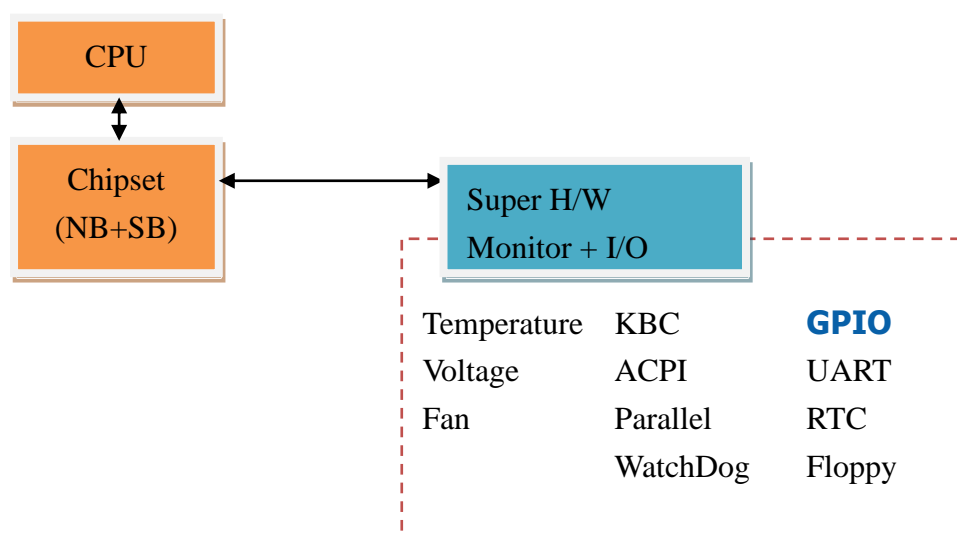 CPU
Chipset
(NB+SB)
Super H/W
Monitor + I/O
Temperature KBC GPIO
Voltage ACPI UART
Fan Parallel RTC
WatchDog Floppy